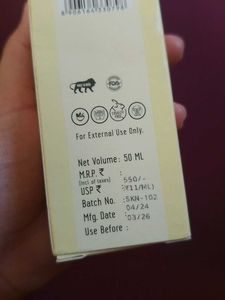 For External Use Only.
Net Volume: 50 ML
M.R.P. ₹ :
(Incl.of taxes) 550/-
USP ₹ : (₹11/ML)
Batch No. :SKN-102
Mfg. Date : 04/24
Use Before : 03/26